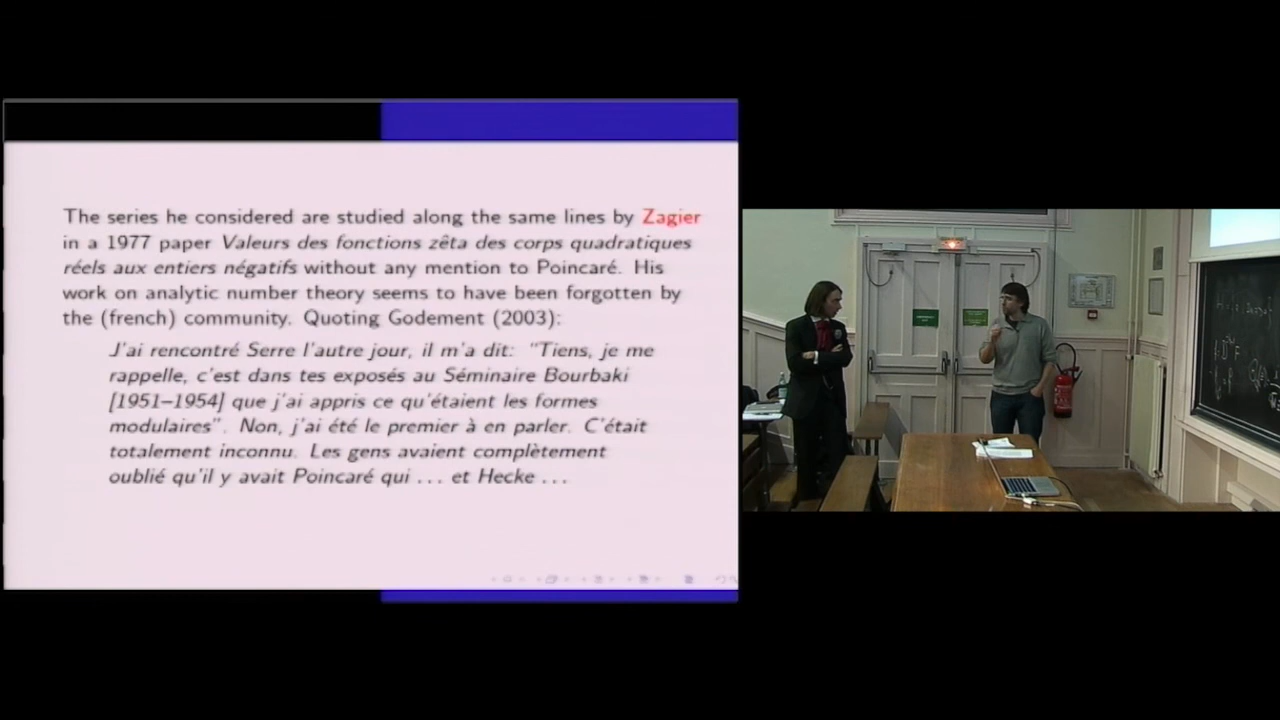 The series he considered are studied along the same lines by Zagier
in a 1977 paper Valeurs des fonctions zêta des corps quadratiques
réels aux entiers négatifs without any mention to Poincaré. His
work on analytic number theory seems to have been forgotten by
the (french) community. Quoting Godement (2003):
J'ai rencontré Serre l'autre jour, il m'a dit: "Tiens, je me
rappelle, c'est dans tes exposés au Séminaire Bourbaki
[1951–1954] que j'ai appris ce qu'étaient les formes
modulaires". Non, j'ai été le premier à en parler. C'était
totalement inconnu. Les gens avaient complètement
oublié qu'il y avait Poincaré qui ... et Hecke ...